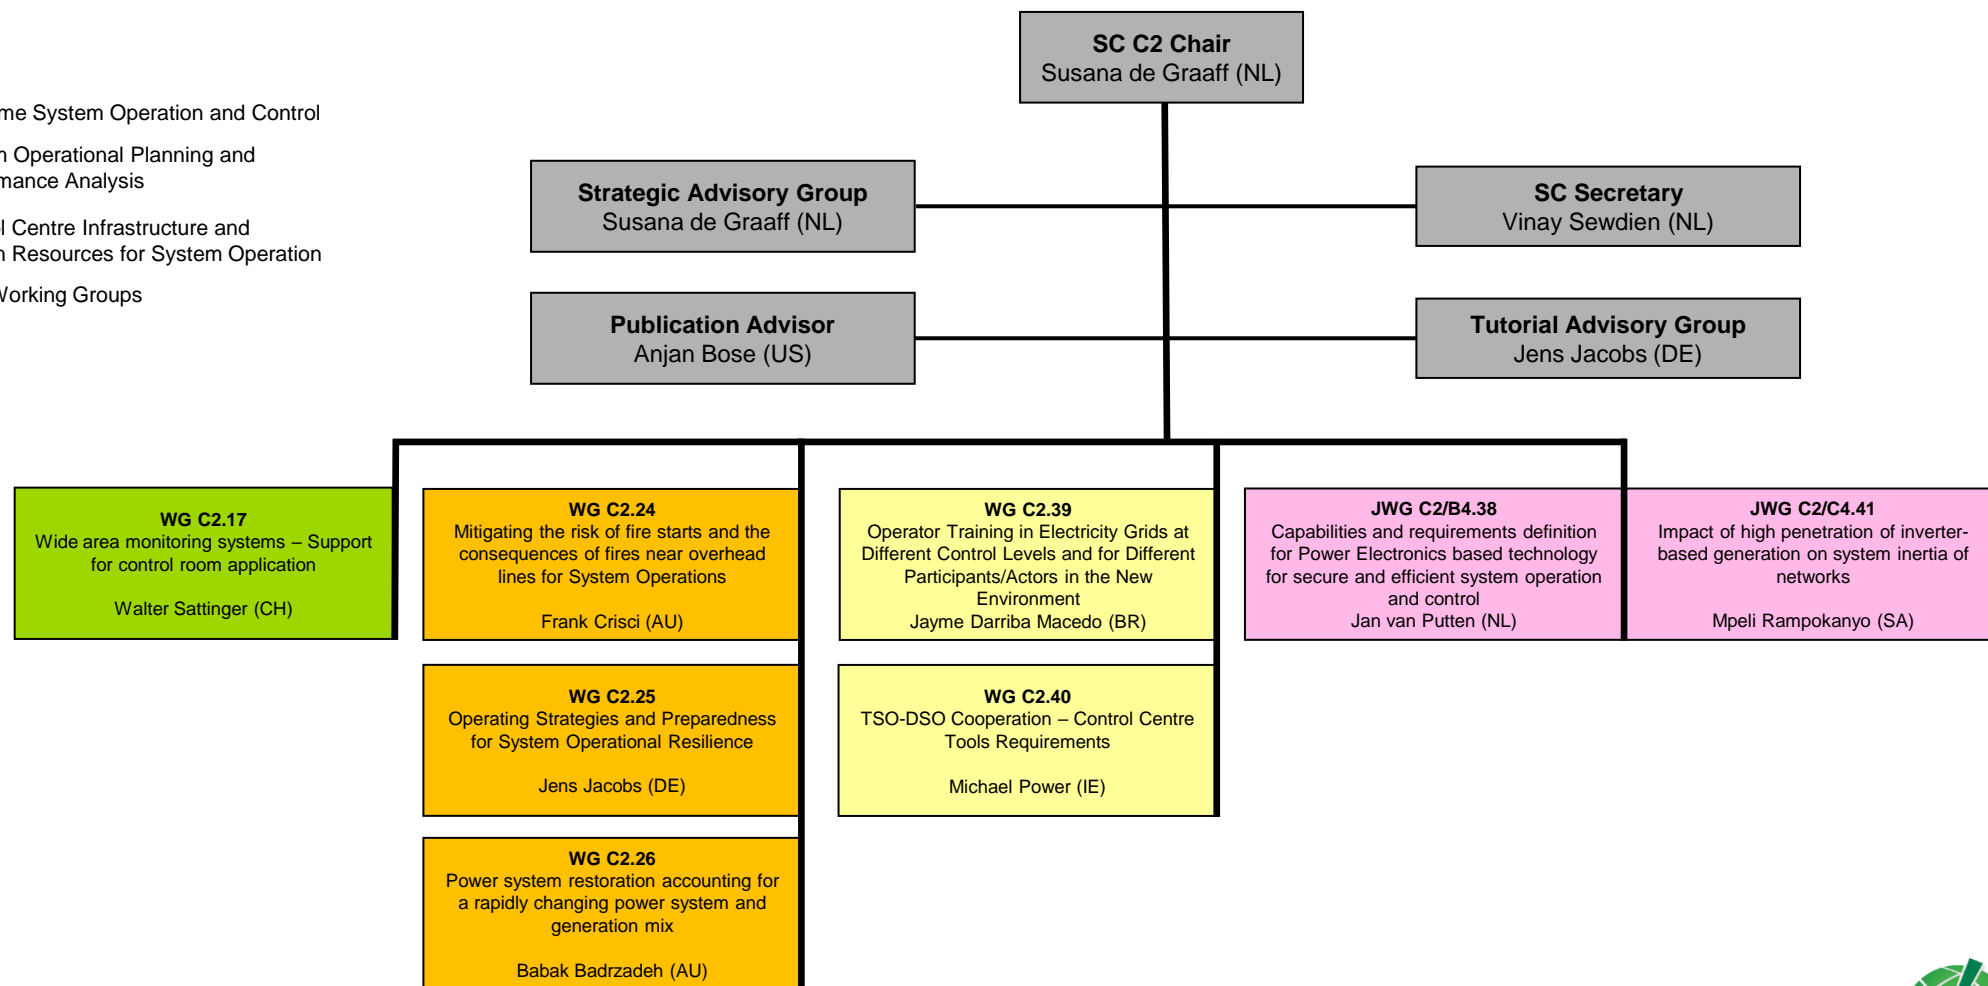 SC C2 Chair
Susana de Graaff (NL)
me System Operation and Control
Operational Planning and
mance Analysis
Centre Infrastructure and
Resources for System Operation
Working Groups
Strategic Advisory Group
Susana de Graaff (NL)
SC Secretary
Vinay Sewdien (NL)
Publication Advisor
Anjan Bose (US)
Tutorial Advisory Group
Jens Jacobs (DE)
WG C2.17
Wide area monitoring systems – Support
for control room application
Walter Sattinger (CH)
WG C2.24
Mitigating the risk of fire starts and the
consequences of fires near overhead
lines for System Operations
Frank Crisci (AU)
WG C2.39
Operator Training in Electricity Grids at
Different Control Levels and for Different
Participants/Actors in the New
Environment
Jayme Darriba Macedo (BR)
JWG C2/B4.38
Capabilities and requirements definition
for Power Electronics based technology
for secure and efficient system operation
and control
Jan van Putten (NL)
JWG C2/C4.41
Impact of high penetration of inverter-
based generation on system inertia of
networks
Mpeli Rampokanyo (SA)
WG C2.25
Operating Strategies and Preparedness
for System Operational Resilience
Jens Jacobs (DE)
WG C2.40
TSO-DSO Cooperation – Control Centre
Tools Requirements
Michael Power (IE)
WG C2.26
Power system restoration accounting for
a rapidly changing power system and
generation mix
Babak Badrzadeh (AU)